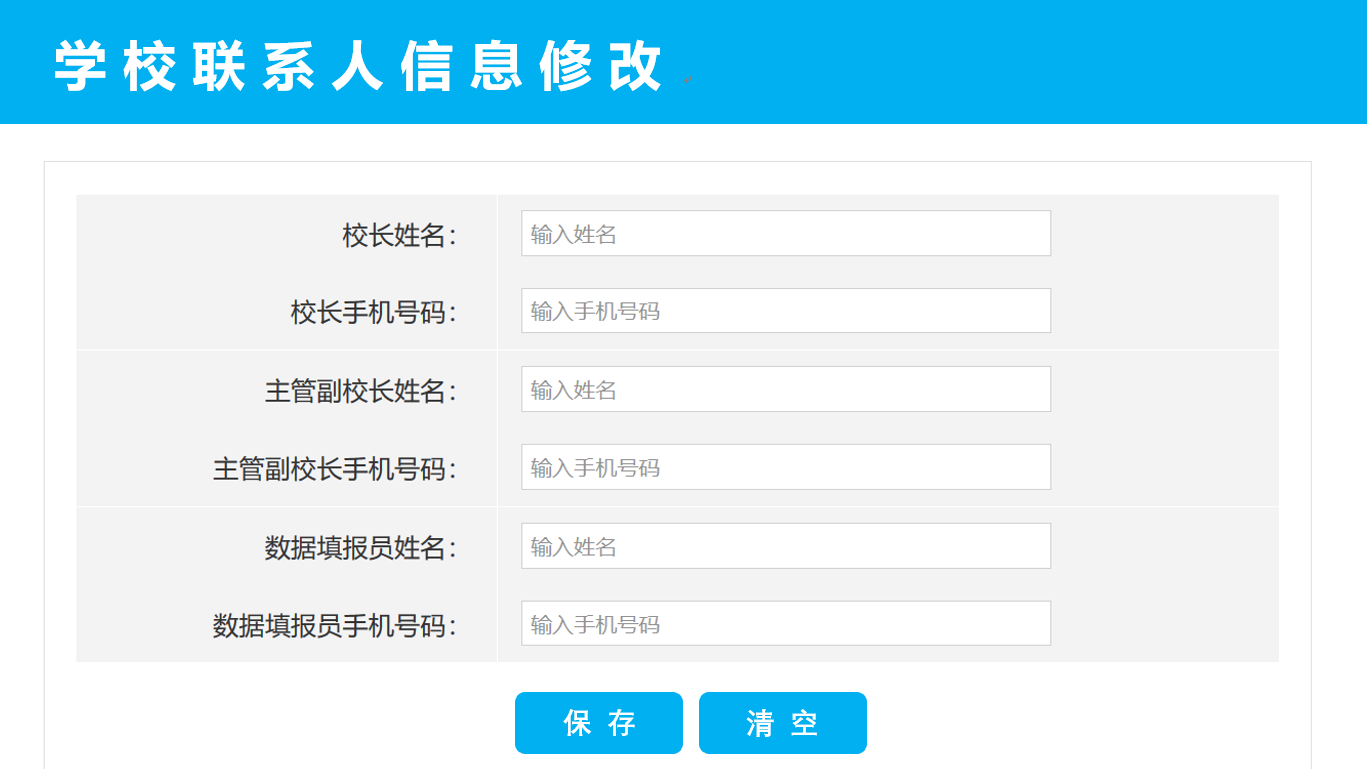 学校联系人信息修改
校长姓名： 输入姓名
校长手机号码： 输入手机号码
主管副校长姓名： 输入姓名
主管副校长手机号码： 输入手机号码
数据填报员姓名： 输入姓名
数据填报员手机号码： 输入手机号码
保存 清空